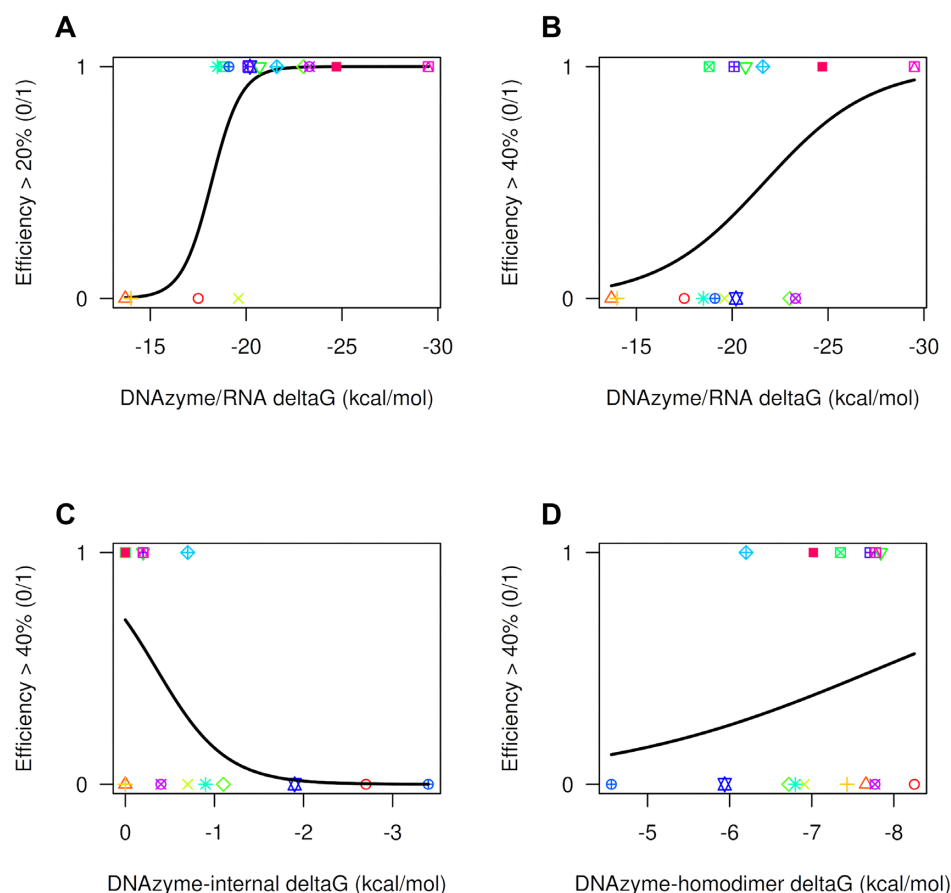 A
Efficiency > 20% (0/1)
1
0
-15 -20 -25 -30
DNAzyme/RNA deltaG (kcal/mol)
B
Efficiency > 40% (0/1)
1
0
-15 -20 -25 -30
DNAzyme/RNA deltaG (kcal/mol)
C
Efficiency > 40% (0/1)
1
0
0 -1 -2 -3
DNAzyme-internal deltaG (kcal/mol)
D
Efficiency > 40% (0/1)
1
0
-5 -6 -7 -8
DNAzyme-homodimer deltaG (kcal/mol)